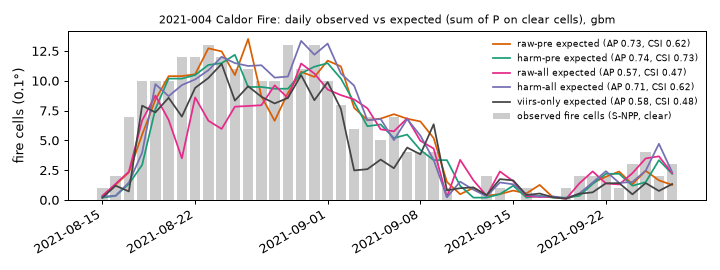 2021-004 Caldor Fire: daily observed vs expected (sum of P on clear cells), gbm
fire cells (0.1°)
12.5
10.0
7.5
5.0
2.5
0.0
raw-pre expected (AP 0.73, CSI 0.62)
harm-pre expected (AP 0.74, CSI 0.73)
raw-all expected (AP 0.57, CSI 0.47)
harm-all expected (AP 0.71, CSI 0.62)
viirs-only expected (AP 0.58, CSI 0.48)
observed fire cells (S-NPP, clear)
2021-08-15
2021-08-22
2021-09-01
2021-09-08
2021-09-15
2021-09-22